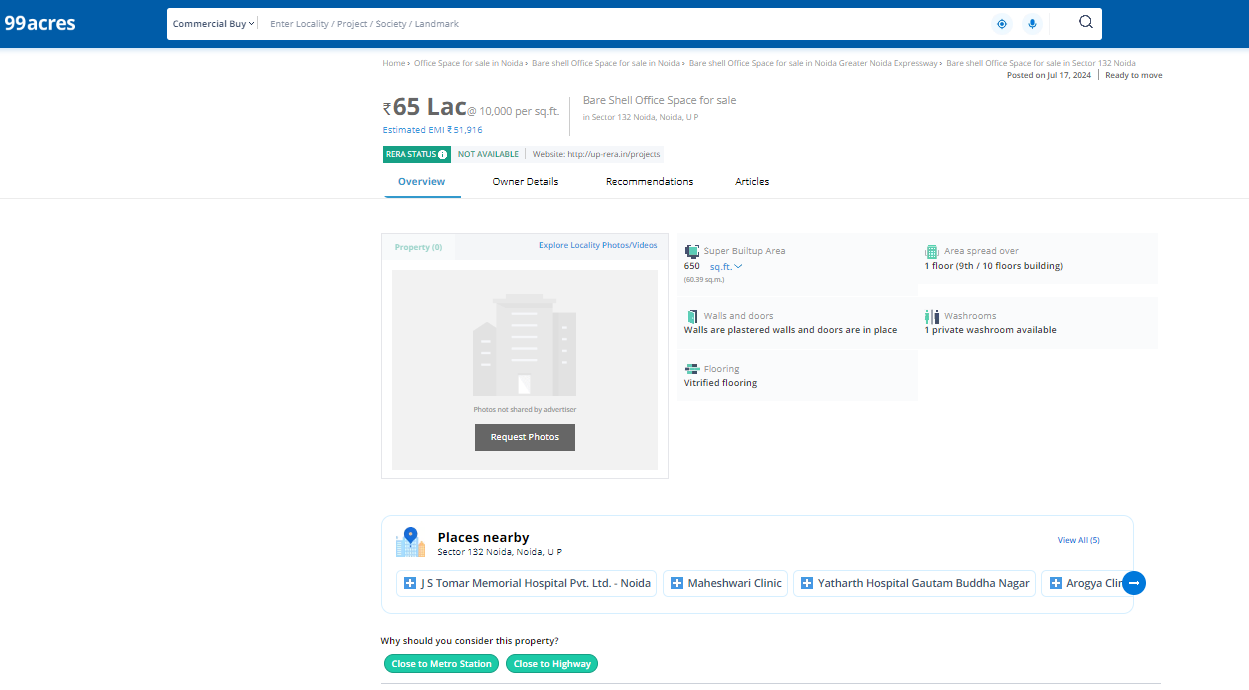 99acres
Commercial Buy
Enter Locality / Project / Society / Landmark
Home › Office Space for sale in Noida › Bare shell Office Space for sale in Noida › Bare shell Office Space for sale in Noida Greater Noida Expressway › Bare shell Office Space for sale in Sector 132 Noida
Posted on Jul 17, 2024 | Ready to move
₹65 Lac @ 10,000 per sq.ft.
Estimated EMI ₹51,916
Bare Shell Office Space for sale
in Sector 132 Noida, Noida, U P
RERA STATUS NOT AVAILABLE | Website: http://up-rera.in/projects
Overview Owner Details Recommendations Articles
Property (0)
Explore Locality Photos/Videos
Photos not shared by advertiser
Request Photos
Super Builtup Area
650 sq.ft.
(60.39 sq.m.)
Area spread over
1 floor (9th / 10 floors building)
Walls and doors
Walls are plastered walls and doors are in place
Washrooms
1 private washroom available
Flooring
Vitrified flooring
Places nearby
Sector 132 Noida, Noida, U P
View All (5)
J S Tomar Memorial Hospital Pvt. Ltd. - Noida
Maheshwari Clinic
Yatharth Hospital Gautam Buddha Nagar
Arogya Clin
Why should you consider this property?
Close to Metro Station
Close to Highway